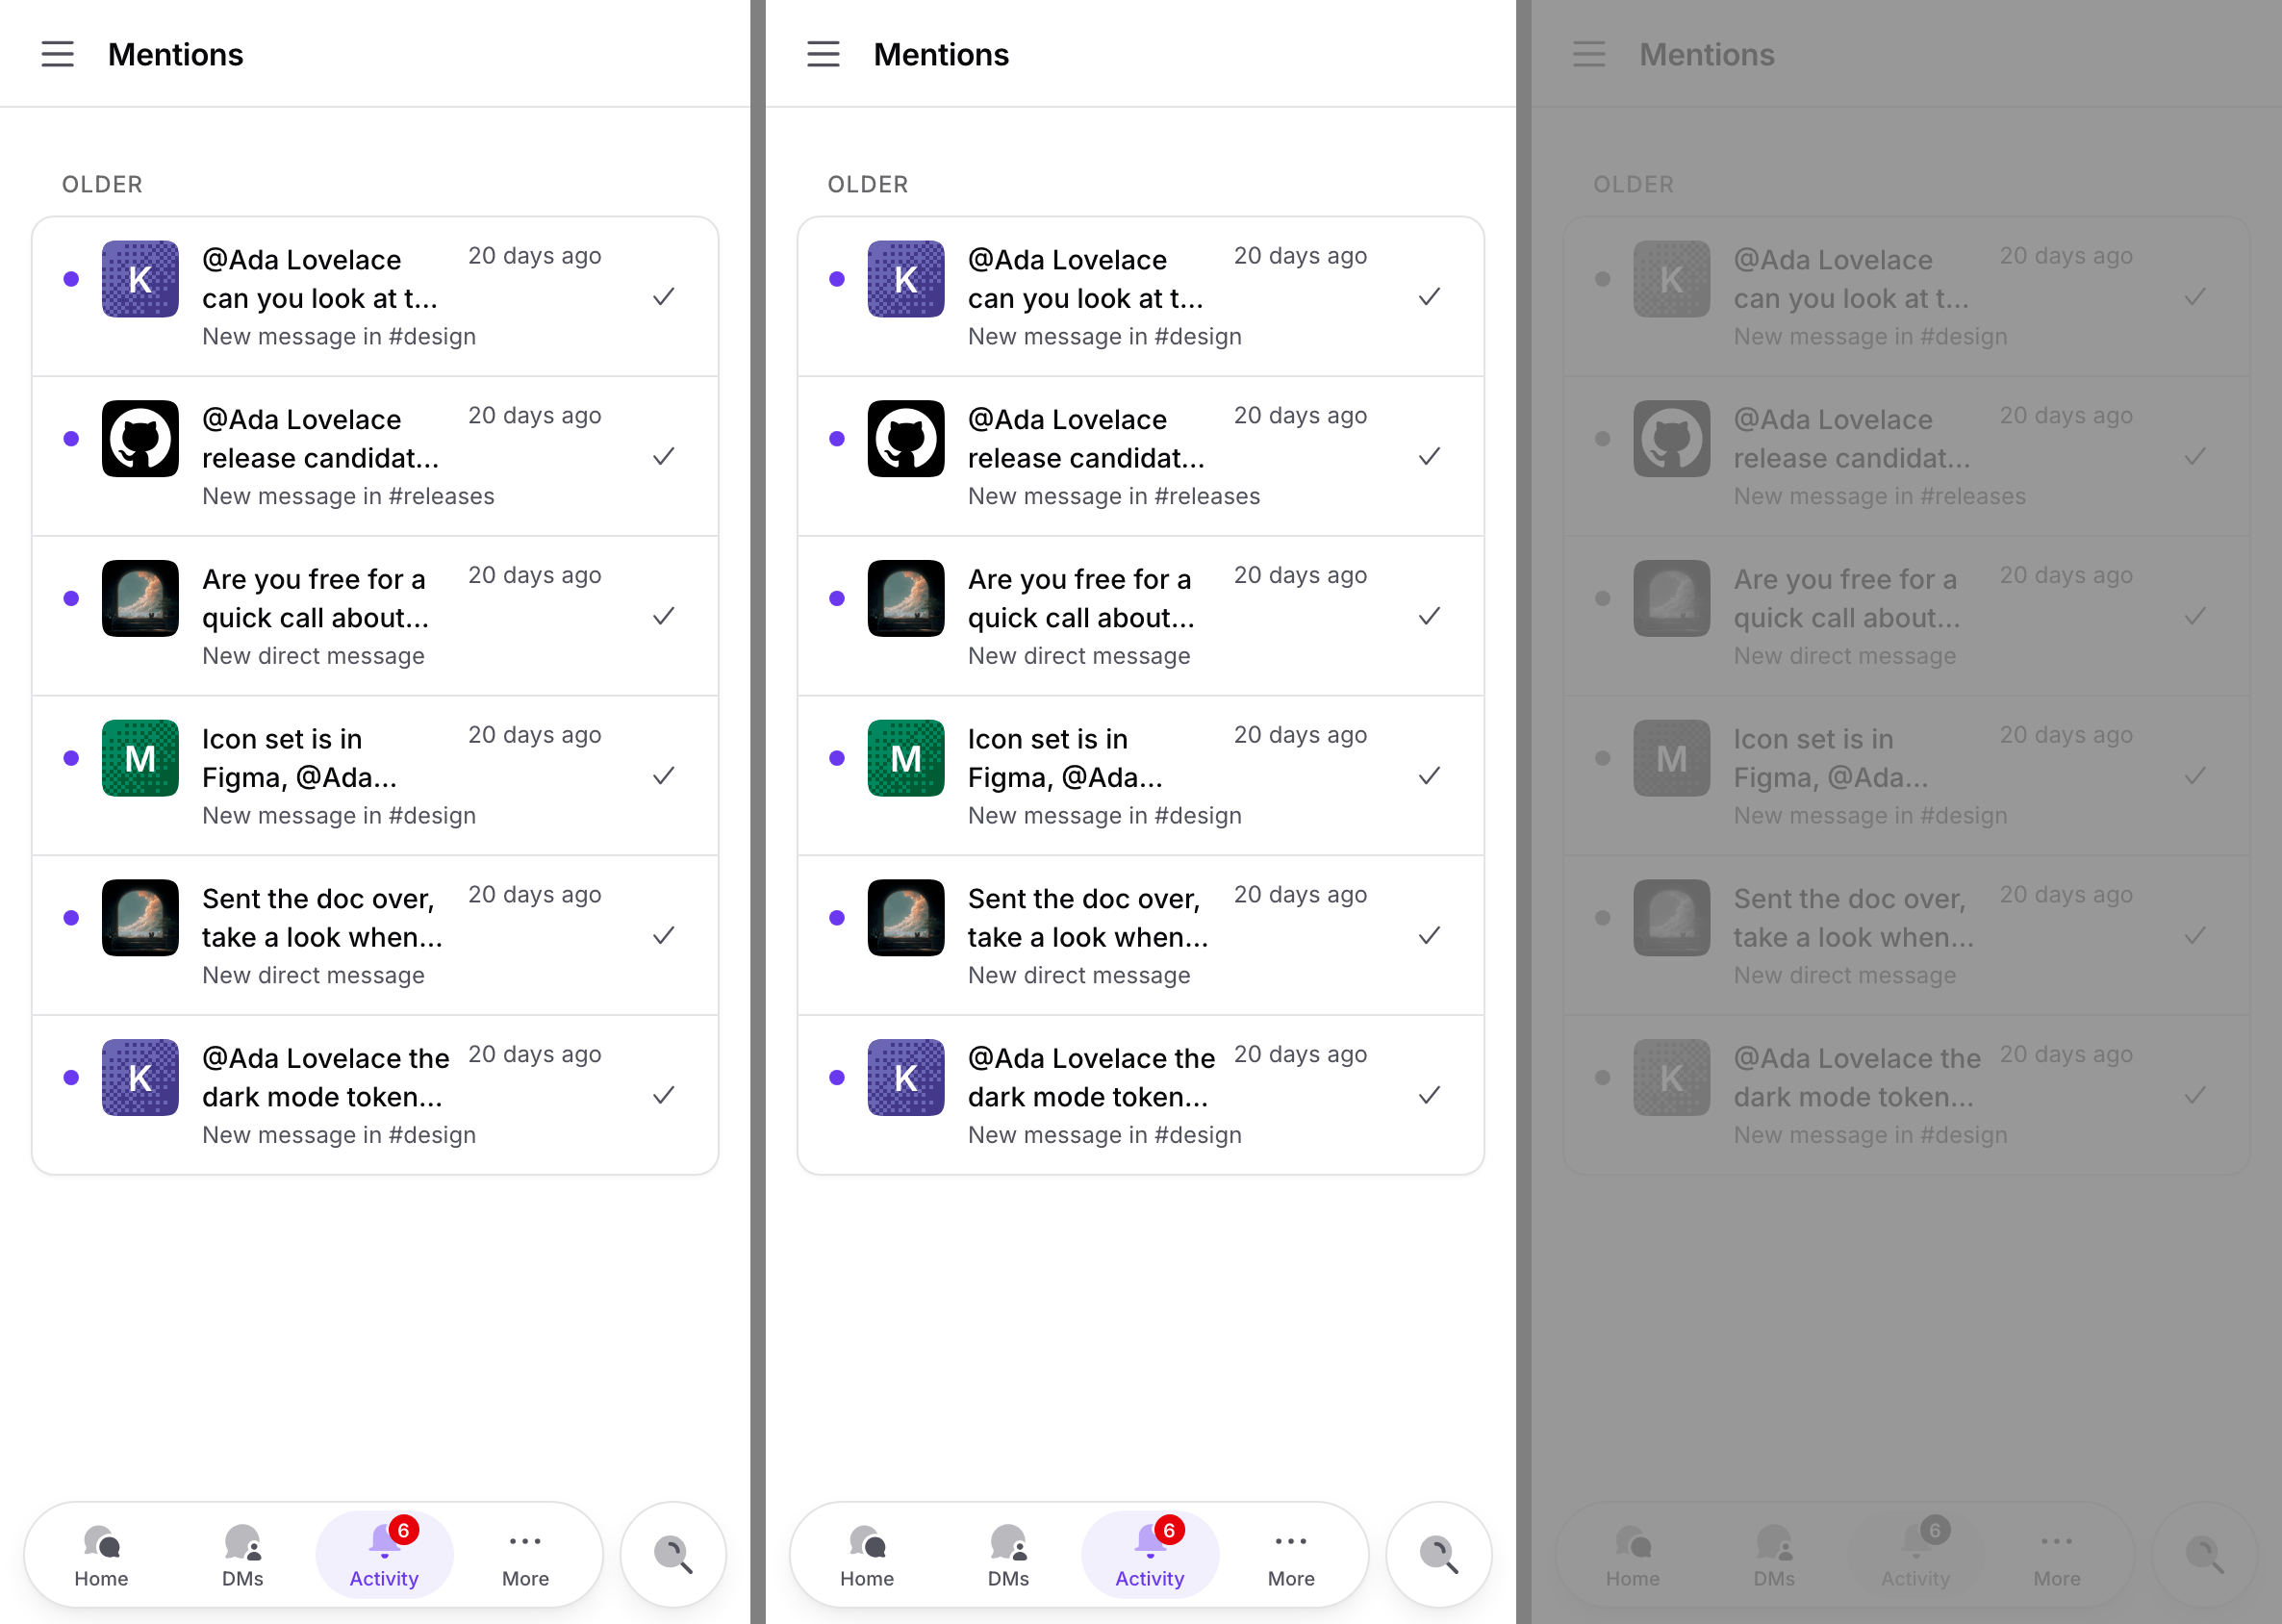 Mentions
OLDER
K
@Ada Lovelace
can you look at t...
20 days ago
New message in #design
@Ada Lovelace
release candidat...
20 days ago
New message in #releases
Are you free for a
quick call about...
20 days ago
New direct message
M
Icon set is in
Figma, @Ada...
20 days ago
New message in #design
Sent the doc over,
take a look when...
20 days ago
New direct message
K
@Ada Lovelace the
dark mode token...
20 days ago
New message in #design
Home
DMs
6
Activity
More
Mentions
OLDER
K
@Ada Lovelace
can you look at t...
20 days ago
New message in #design
@Ada Lovelace
release candidat...
20 days ago
New message in #releases
Are you free for a
quick call about...
20 days ago
New direct message
M
Icon set is in
Figma, @Ada...
20 days ago
New message in #design
Sent the doc over,
take a look when...
20 days ago
New direct message
K
@Ada Lovelace the
dark mode token...
20 days ago
New message in #design
Home
DMs
6
Activity
More
Mentions
OLDER
K
@Ada Lovelace
can you look at t...
20 days ago
New message in #design
@Ada Lovelace
release candidat...
20 days ago
New message in #releases
Are you free for a
quick call about...
20 days ago
New direct message
M
Icon set is in
Figma, @Ada...
20 days ago
New message in #design
Sent the doc over,
take a look when...
20 days ago
New direct message
K
@Ada Lovelace the
dark mode token...
20 days ago
New message in #design
Home
DMs
6
Activity
More